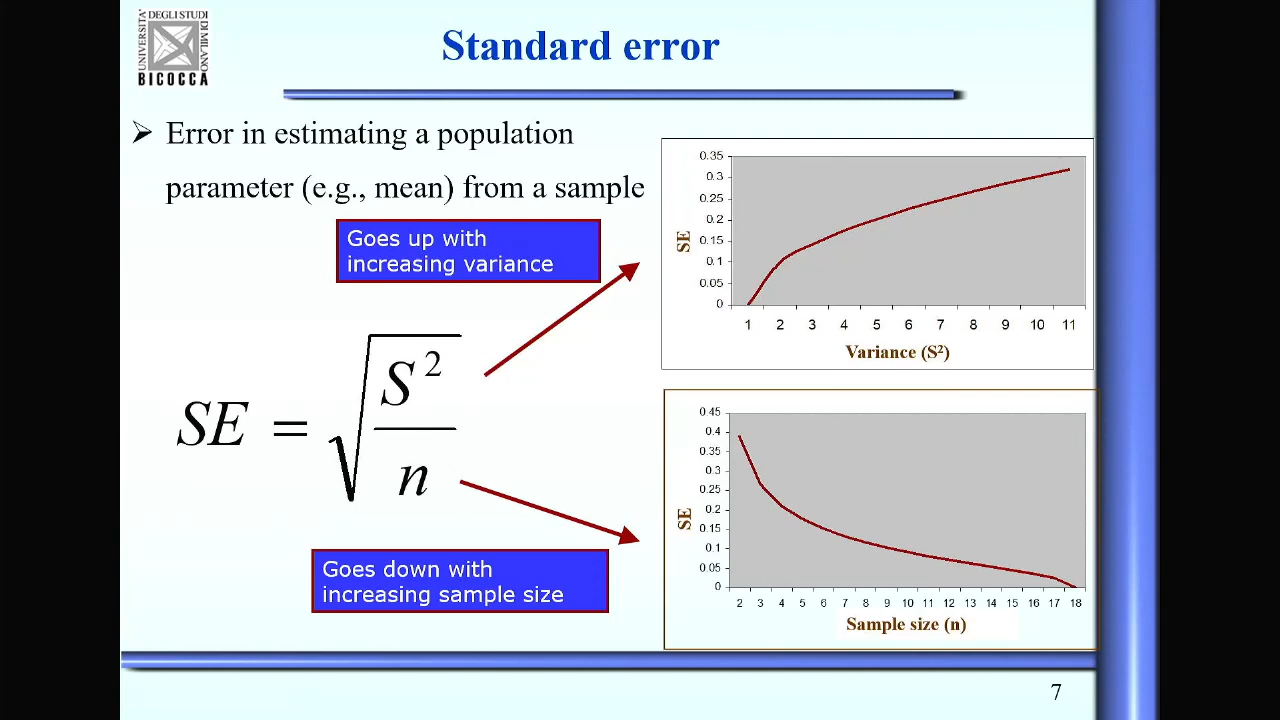 UNIVERSITA'
DEGLI STUDI
DI MILANO
BICOCCA
Standard error
➢ Error in estimating a population
parameter (e.g., mean) from a sample
Goes up with
increasing variance
SE = √(S²/n)
Goes down with
increasing sample size
0.35
0.3
0.25
0.2
0.15
0.1
0.05
0
SE
1 2 3 4 5 6 7 8 9 10 11
Variance (S²)
0.45
0.4
0.35
0.3
0.25
0.2
0.15
0.1
0.05
0
SE
2 3 4 5 6 7 8 9 10 11 12 13 14 15 16 17 18
Sample size (n)
7